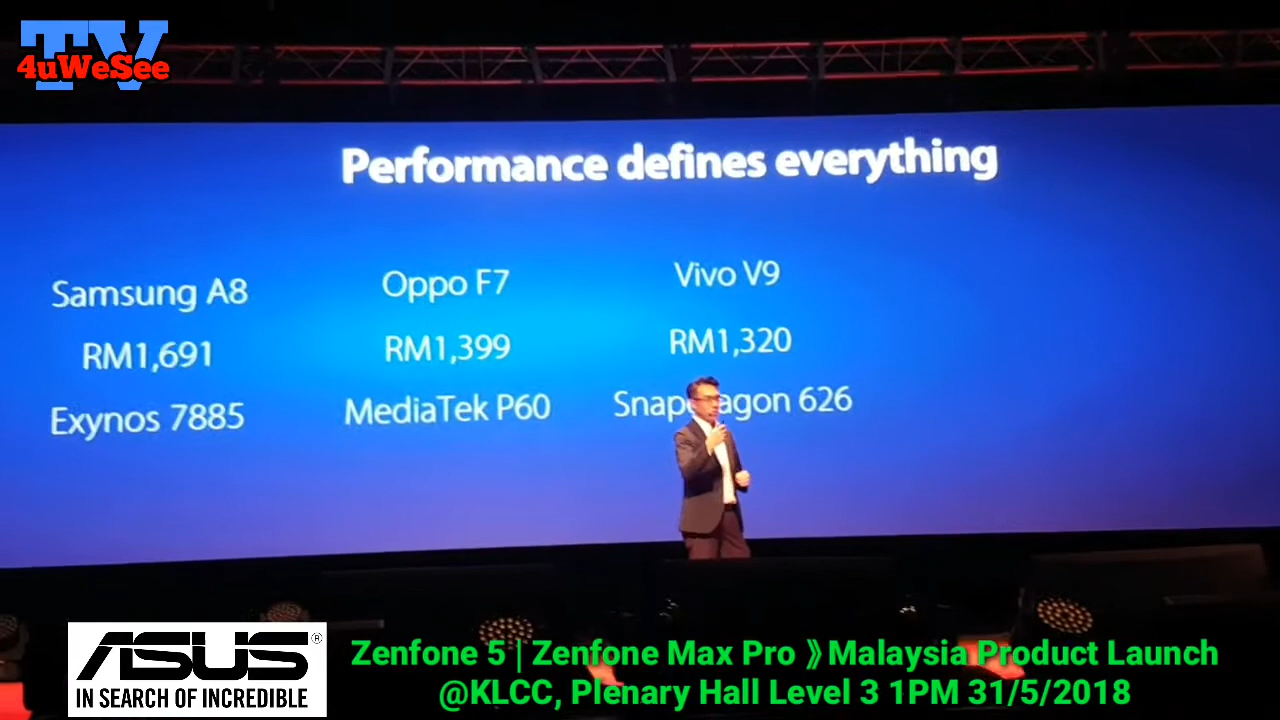 TV
4uWeSee
Performance defines everything
Samsung A8
Oppo F7
Vivo V9
RM1,691
RM1,399
RM1,320
Exynos 7885
MediaTek P60
Snapdragon 626
ASUS®
IN SEARCH OF INCREDIBLE
Zenfone 5 | Zenfone Max Pro 》Malaysia Product Launch
@KLCC, Plenary Hall Level 3 1PM 31/5/2018